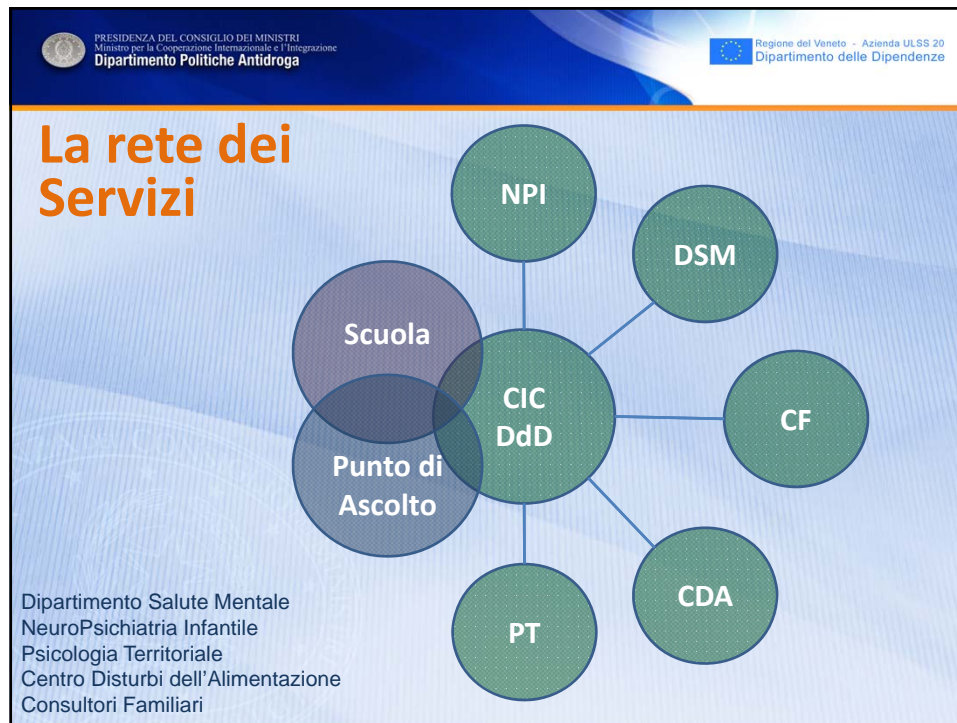 PRESIDENZA DEL CONSIGLIO DEI MINISTRI
Ministro per la Cooperazione Internazionale e l'Integrazione
Dipartimento Politiche Antidroga
Regione del Veneto - Azienda ULSS 20
Dipartimento delle Dipendenze
La rete dei
Servizi
NPI
DSM
Scuola
CIC
DdD
CF
Punto di
Ascolto
CDA
PT
Dipartimento Salute Mentale
NeuroPsichiatria Infantile
Psicologia Territoriale
Centro Disturbi dell'Alimentazione
Consultori Familiari